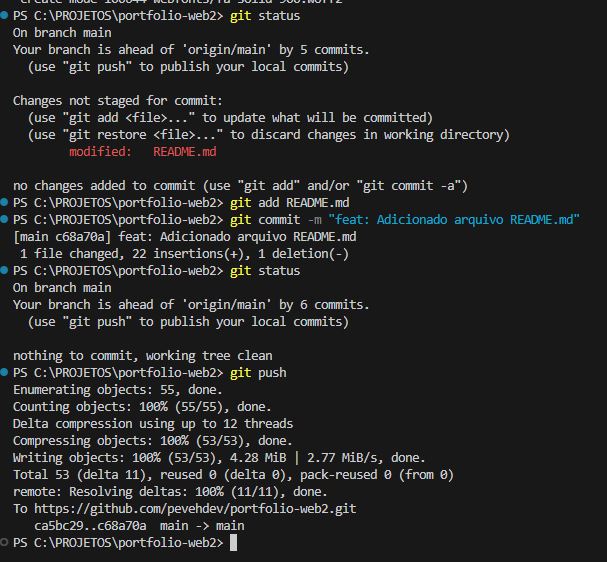 create mode 100644 webfonts/fa-solid-900.woff2
PS C:\PROJETOS\portfolio-web2> git status
On branch main
Your branch is ahead of 'origin/main' by 5 commits.
  (use "git push" to publish your local commits)

Changes not staged for commit:
  (use "git add <file>..." to update what will be committed)
  (use "git restore <file>..." to discard changes in working directory)
        modified:   README.md

no changes added to commit (use "git add" and/or "git commit -a")
PS C:\PROJETOS\portfolio-web2> git add README.md
PS C:\PROJETOS\portfolio-web2> git commit -m "feat: Adicionado arquivo README.md"
[main c68a70a] feat: Adicionado arquivo README.md
 1 file changed, 22 insertions(+), 1 deletion(-)
PS C:\PROJETOS\portfolio-web2> git status
On branch main
Your branch is ahead of 'origin/main' by 6 commits.
  (use "git push" to publish your local commits)

nothing to commit, working tree clean
PS C:\PROJETOS\portfolio-web2> git push
Enumerating objects: 55, done.
Counting objects: 100% (55/55), done.
Delta compression using up to 12 threads
Compressing objects: 100% (53/53), done.
Writing objects: 100% (53/53), 4.28 MiB | 2.77 MiB/s, done.
Total 53 (delta 11), reused 0 (delta 0), pack-reused 0 (from 0)
remote: Resolving deltas: 100% (11/11), done.
To https://github.com/pevehdev/portfolio-web2.git
   ca5bc29..c68a70a  main -> main
PS C:\PROJETOS\portfolio-web2>